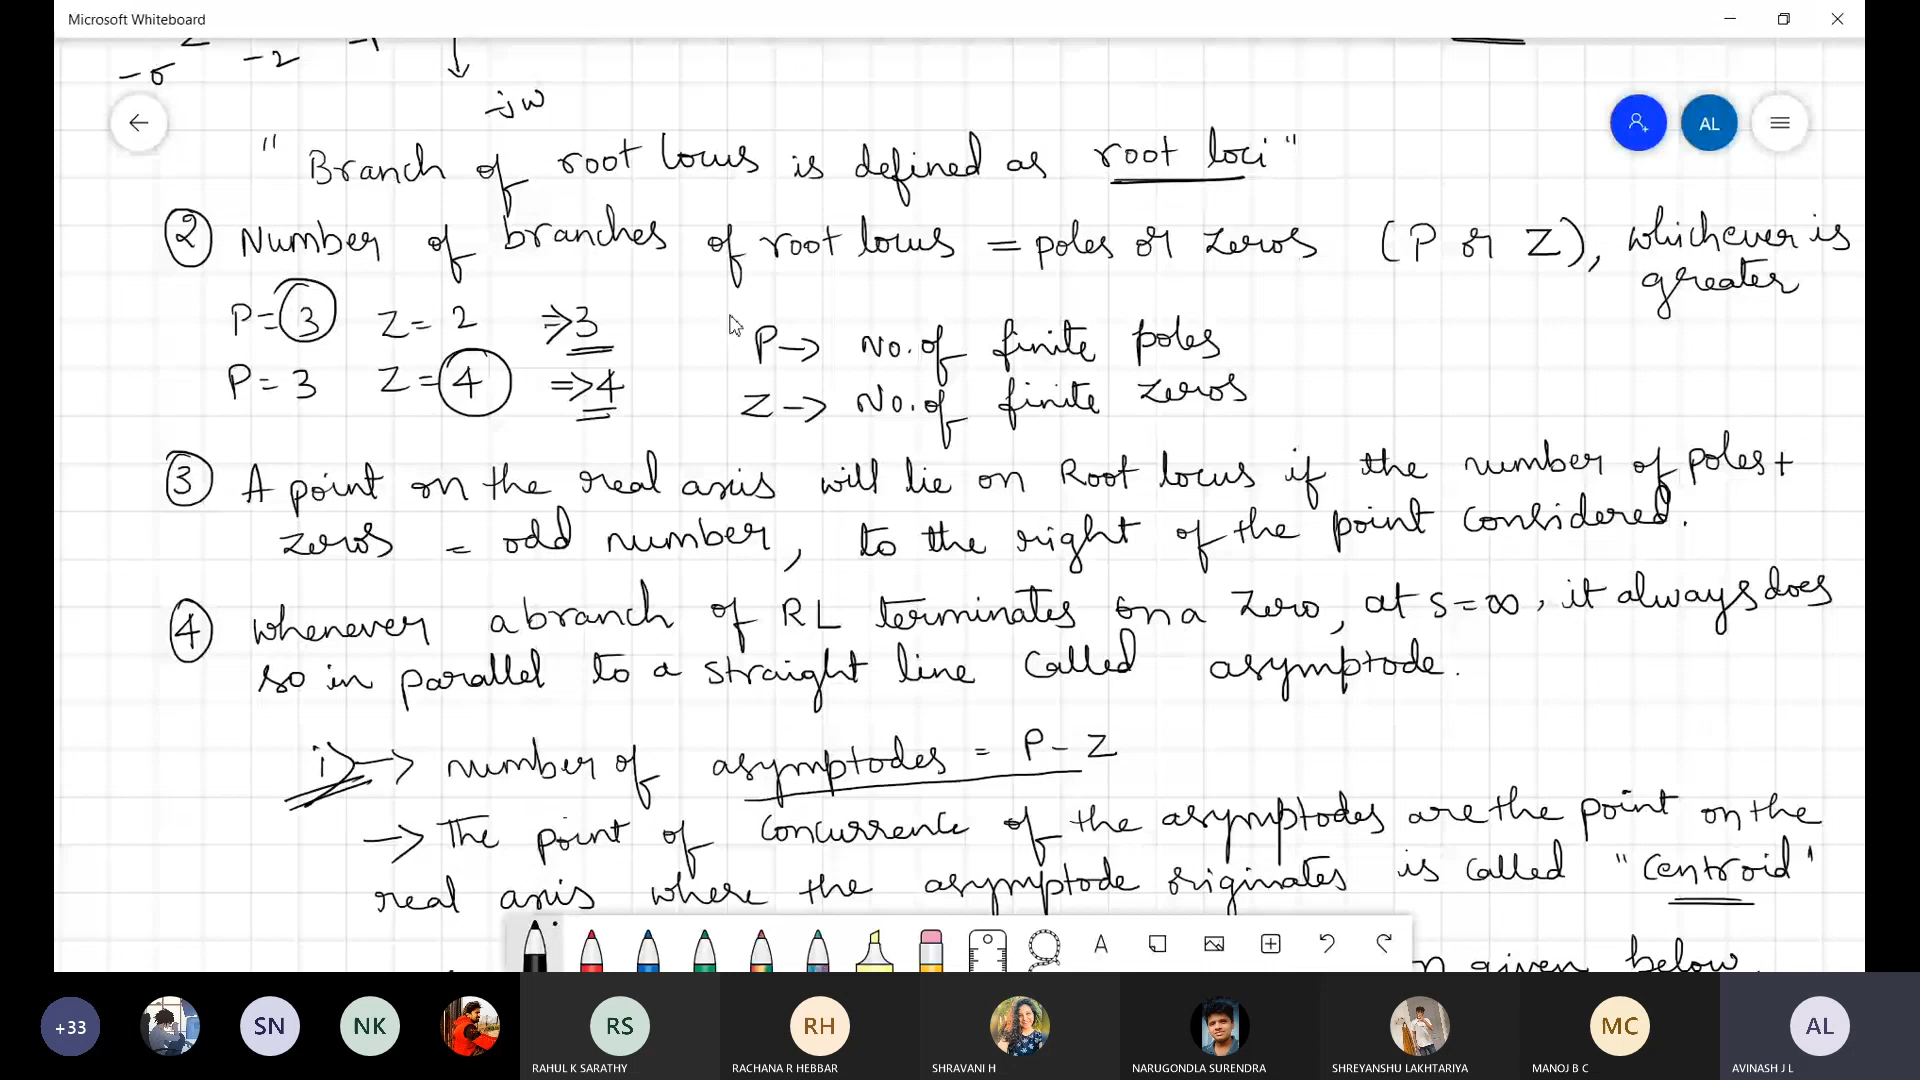 Microsoft Whiteboard
-σ -2 -1
-jω
AL
" Branch of root locus is defined as root loci "
② Number of branches of root locus = poles or zeros (P or Z), whichever is
greater
P = 3 Z = 2 ⇒ 3
P → No. of finite poles
P = 3 Z = 4 ⇒ 4
Z → No. of finite zeros
③ A point on the real axis will lie on Root locus if the number of poles +
zeros = odd number, to the right of the point considered.
④ whenever a branch of RL terminates on a zero, at s = ∞, it always does
so in parallel to a straight line called asymptode.
i) → number of asymptodes = P - Z
→ The point of concurrence of the asymptodes are the point on the
real axis where the asymptode originates is called "centroid"
given below
+33 SN NK RS RH MC AL
RAHUL K SARATHY RACHANA R HEBBAR SHRAVANI H NARUGONDLA SURENDRA SHREYANSHU LAKHTARIYA MANOJ B C AVINASH J L